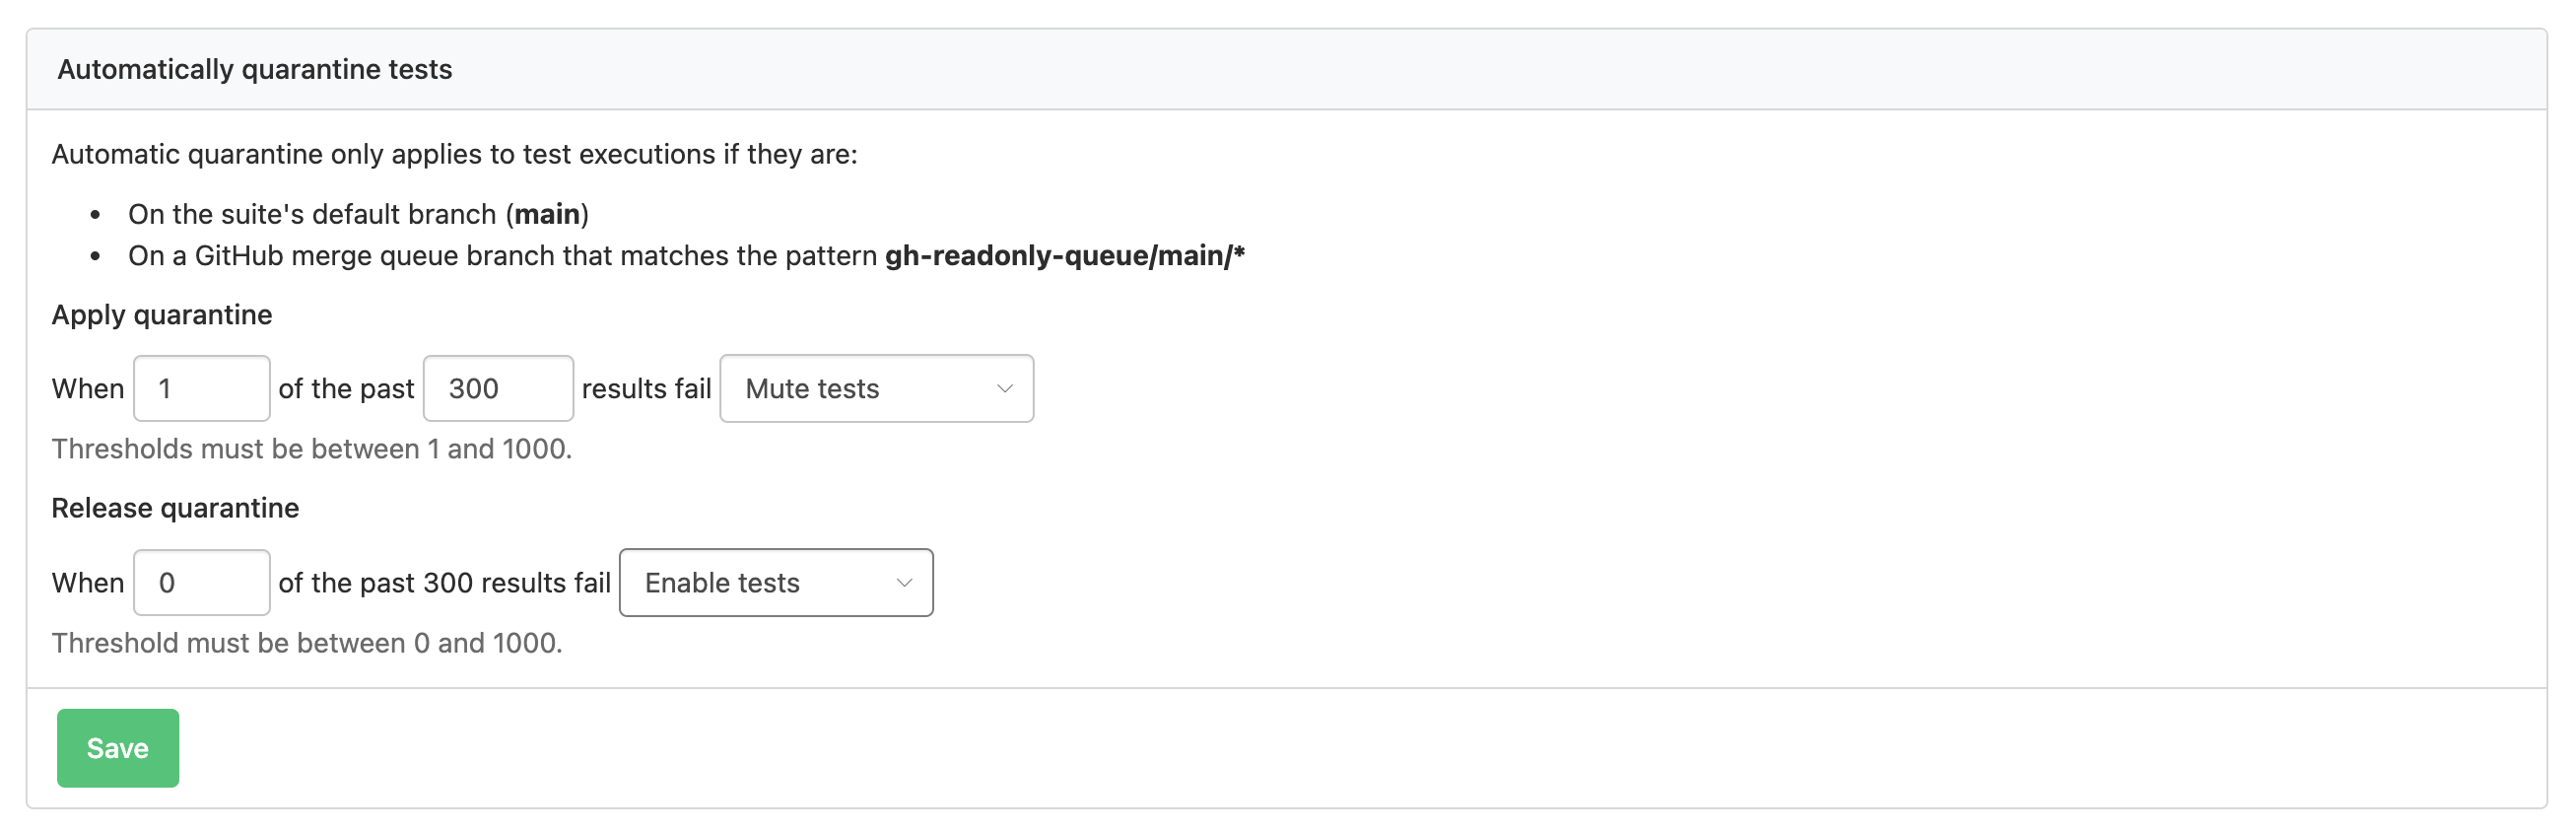 Automatically quarantine tests
Automatic quarantine only applies to test executions if they are:
• On the suite's default branch (main)
• On a GitHub merge queue branch that matches the pattern gh-readonly-queue/main/*
Apply quarantine
When 1 of the past 300 results fail Mute tests
Thresholds must be between 1 and 1000.
Release quarantine
When 0 of the past 300 results fail Enable tests
Threshold must be between 0 and 1000.
Save